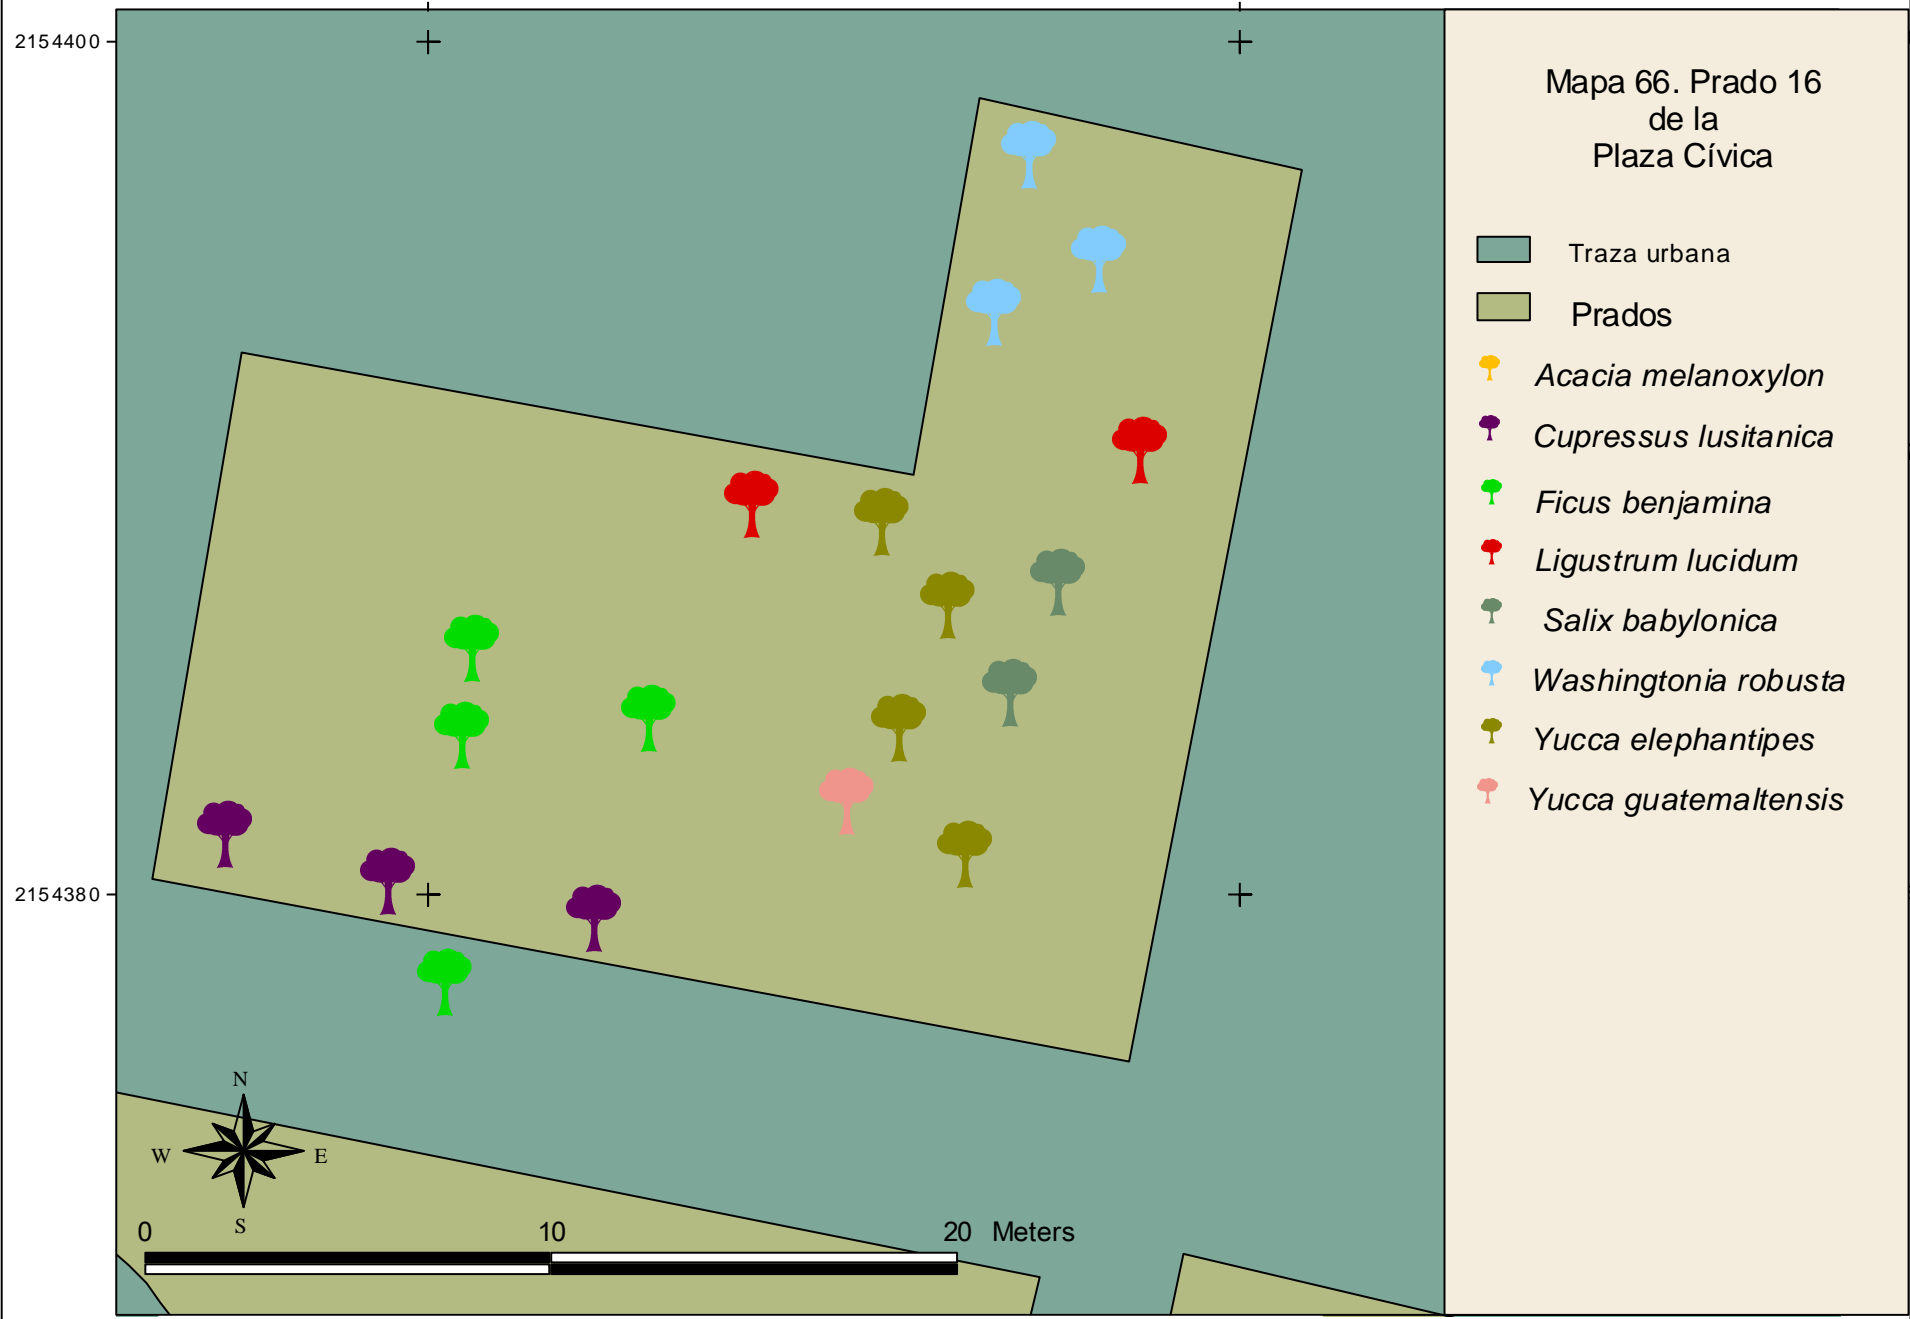 2154400
2154380
N
W
E
S
0 10 20 Meters
Mapa 66. Prado 16
de la
Plaza Cívica
Traza urbana
Prados
Acacia melanoxylon
Cupressus lusitanica
Ficus benjamina
Ligustrum lucidum
Salix babylonica
Washingtonia robusta
Yucca elephantipes
Yucca guatemaltensis